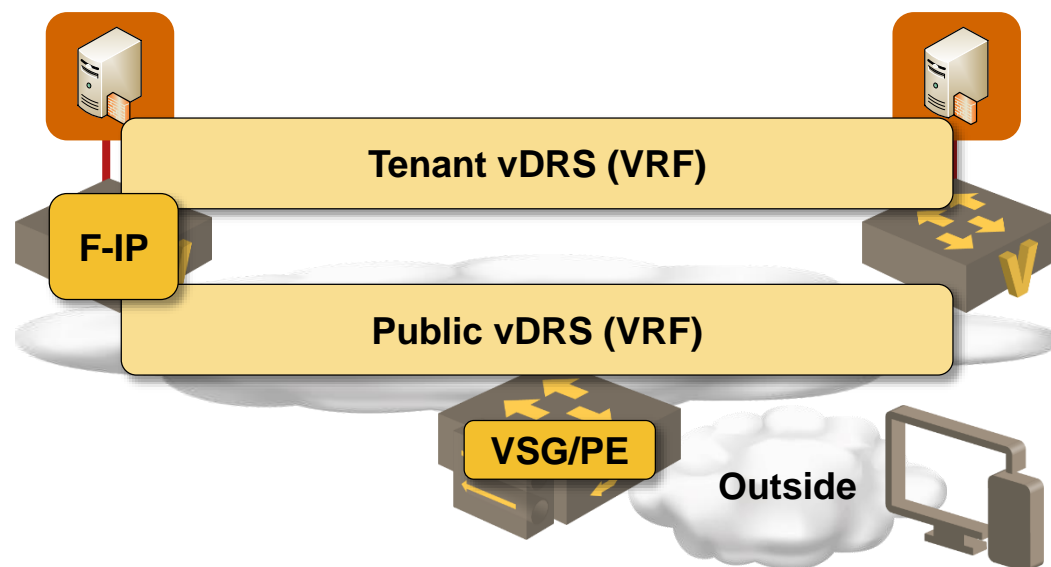 Tenant vDRS (VRF)
F-IP
V
V
Public vDRS (VRF)
VSG/PE
Outside